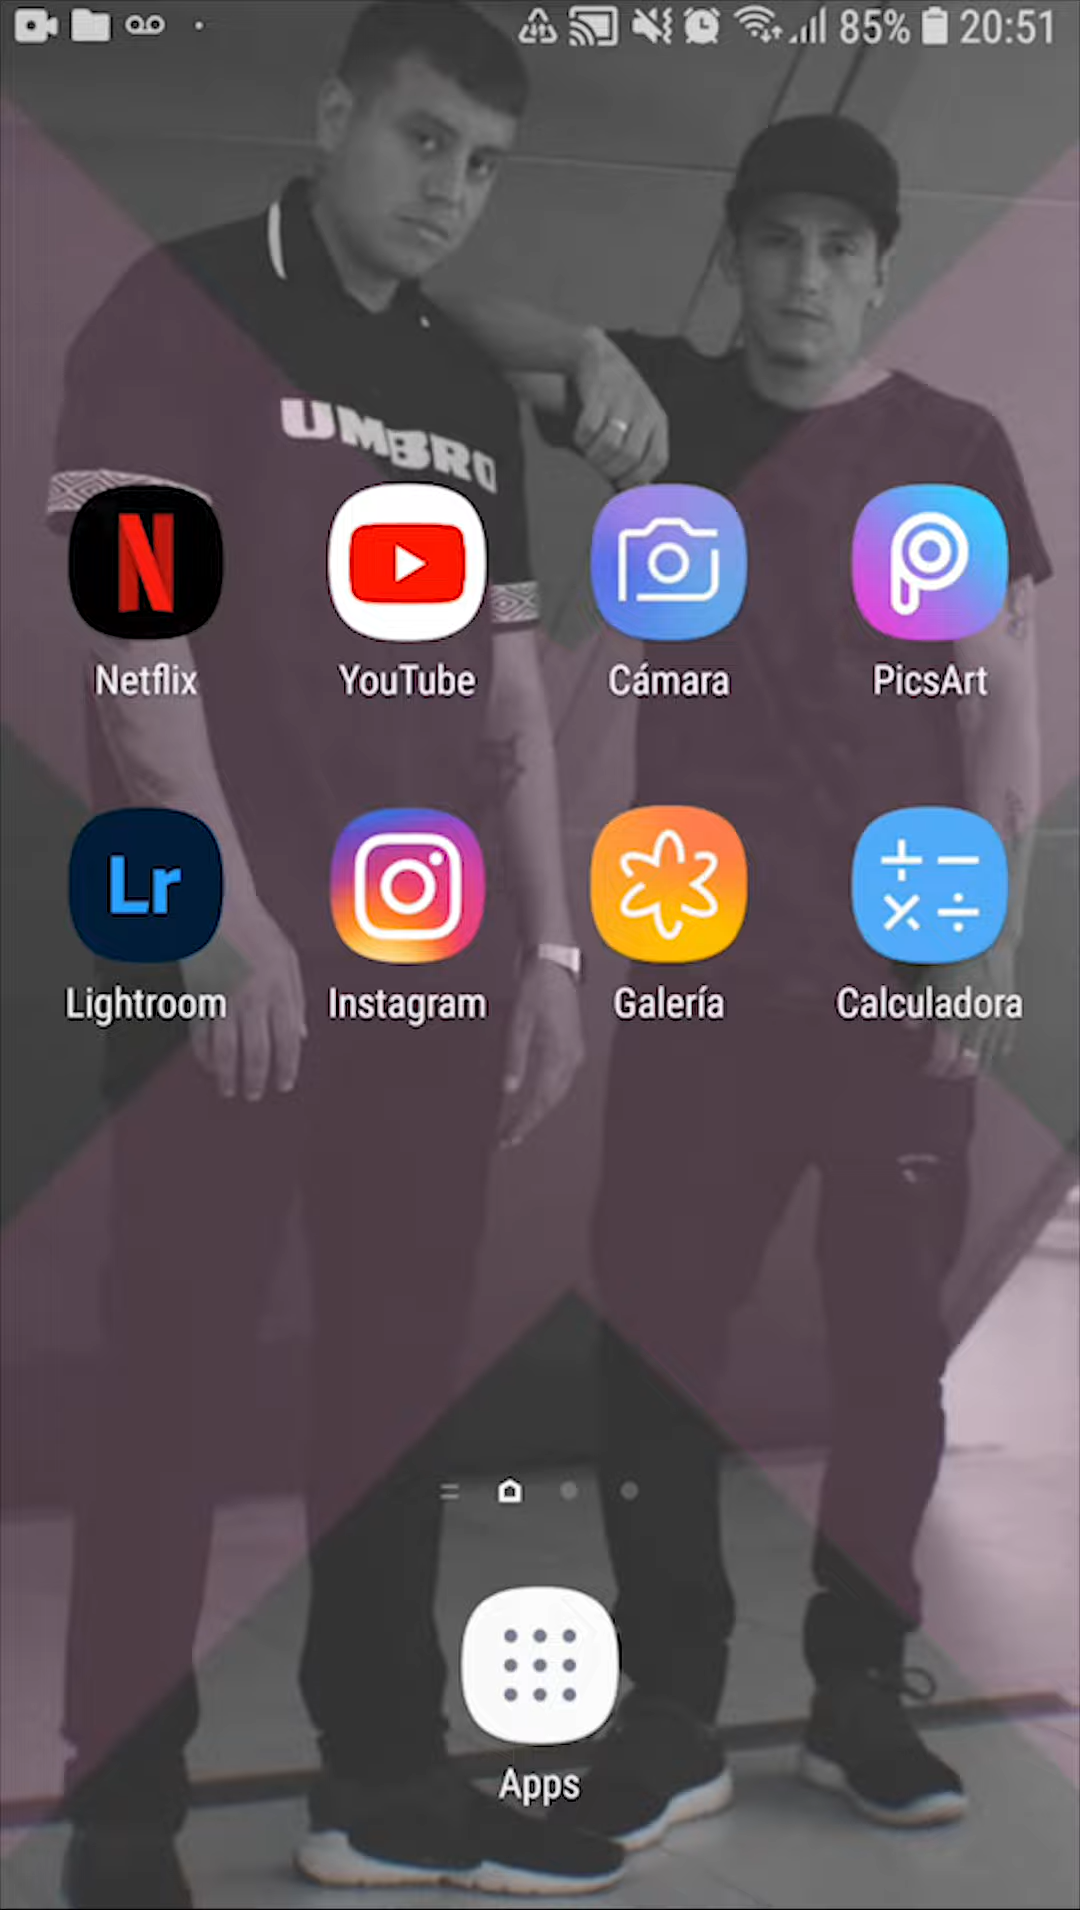 85% 20:51
UMBRO
N
Netflix YouTube Cámara PicsArt
Lr
Lightroom Instagram Galería Calculadora
Apps